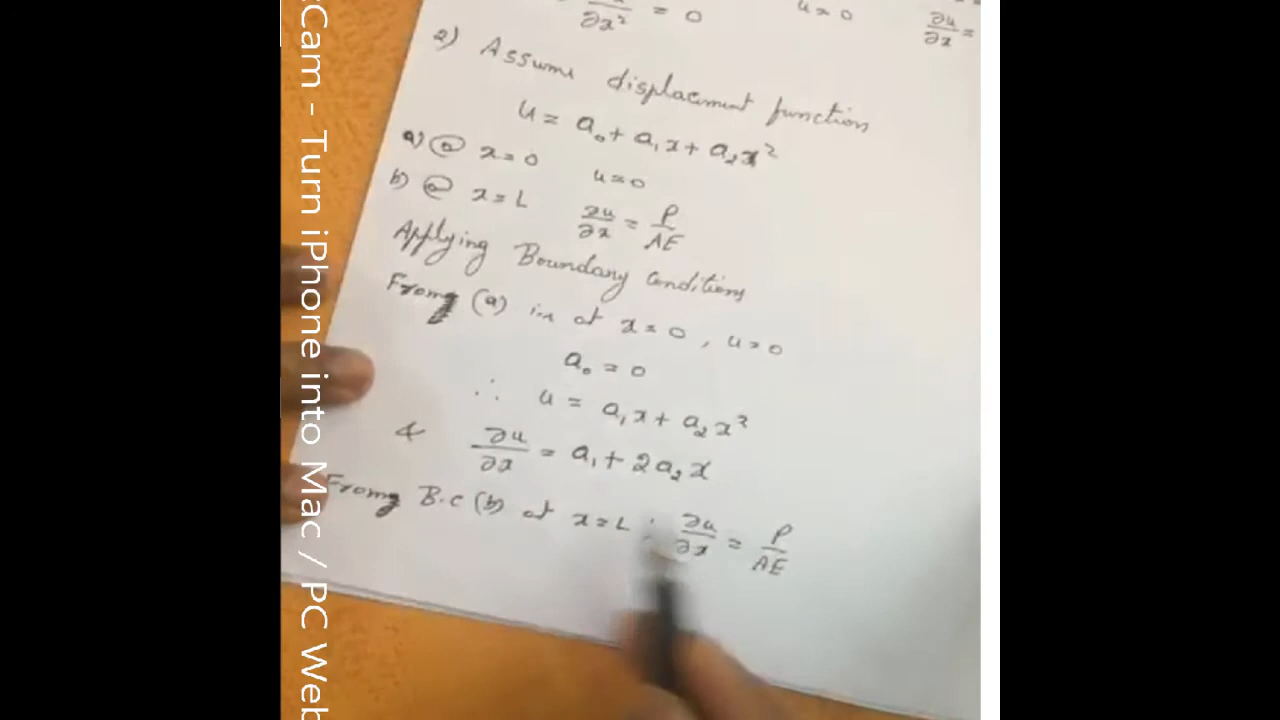 ∂x² = 0 u = 0 ∂u/∂x =
2) Assume displacement function
u = a₀ + a₁x + a₂x²
a) @ x = 0 u = 0
b) @ x = L ∂u/∂x = P/AE
Applying Boundary Conditions
From (a) i.e at x = 0, u = 0
a₀ = 0
∴ u = a₁x + a₂x²
& ∂u/∂x = a₁ + 2a₂x
From B.C (b) at x = L ; ∂u/∂x = P/AE
Cam - Turn iPhone into Mac / PC Web